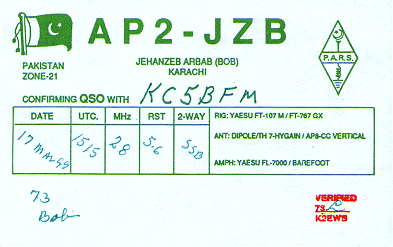 AP2-JZB
JEHANZEB ARBAB (BOB)
KARACHI
PAKISTAN
ZONE-21
P.A.R.S.
CONFIRMING QSO WITH KC5BFM
DATE UTC. MHz RST 2-WAY
17 MAR 99 1515 28 5.6 SSB
RIG: YAESU FT-107 M / FT-767 GX
ANT: DIPOLE/TH 7-HYGAIN / AP8-CC VERTICAL
AMPH: YAESU FL-7000 / BAREFOOT
73
Bob
VERIFIED
73
K2EWB